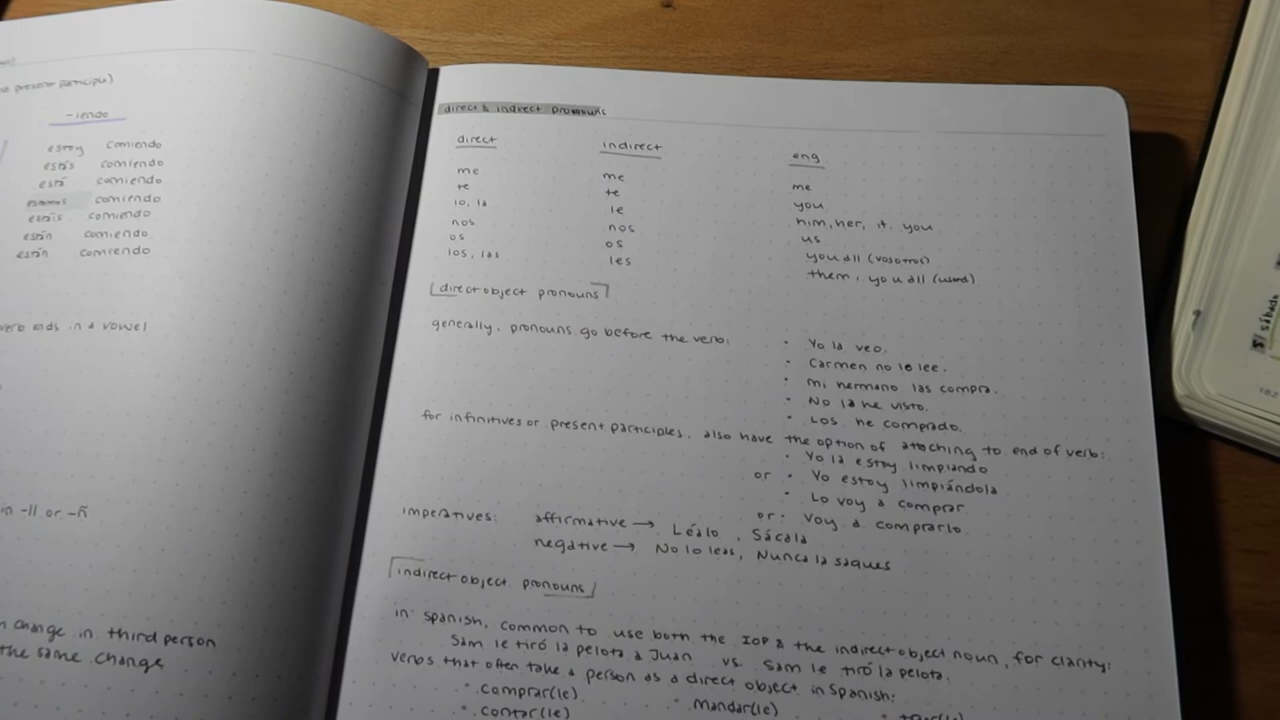 present participle)
-iendo
estoy comiendo
estás comiendo
está comiendo
estamos comiendo
estáis comiendo
están comiendo
están comiendo
verb ends in a vowel
in -ll or -ñ
change in third person
the same change
direct & indirect pronouns
direct indirect eng
me me me
te te you
lo, la le him, her, it, you
nos nos us
os os you all (vosotros)
los, las les them, you all (used)
direct object pronouns
generally, pronouns go before the verb:
· Yo la veo.
· Carmen no lo lee.
· Mi hermano las compra.
· No la he visto.
· Los he comprado.
for infinitives or present participles, also have the option of attaching to end of verb:
· Yo la estoy limpiando
or · Yo estoy limpiándola
· Lo voy a comprar
or · Voy a comprarlo.
imperatives: affirmative → Léalo, Sácala
negative → No lo leas, Nunca la saques
indirect object pronouns
in spanish, common to use both the IOP & the indirect object noun, for clarity:
Sam le tiró la pelota a Juan vs. Sam le tiró la pelota.
verbs that often take a person as a direct object in Spanish:
· comprar(le) · mandar(le)
· contar(le)
sábado